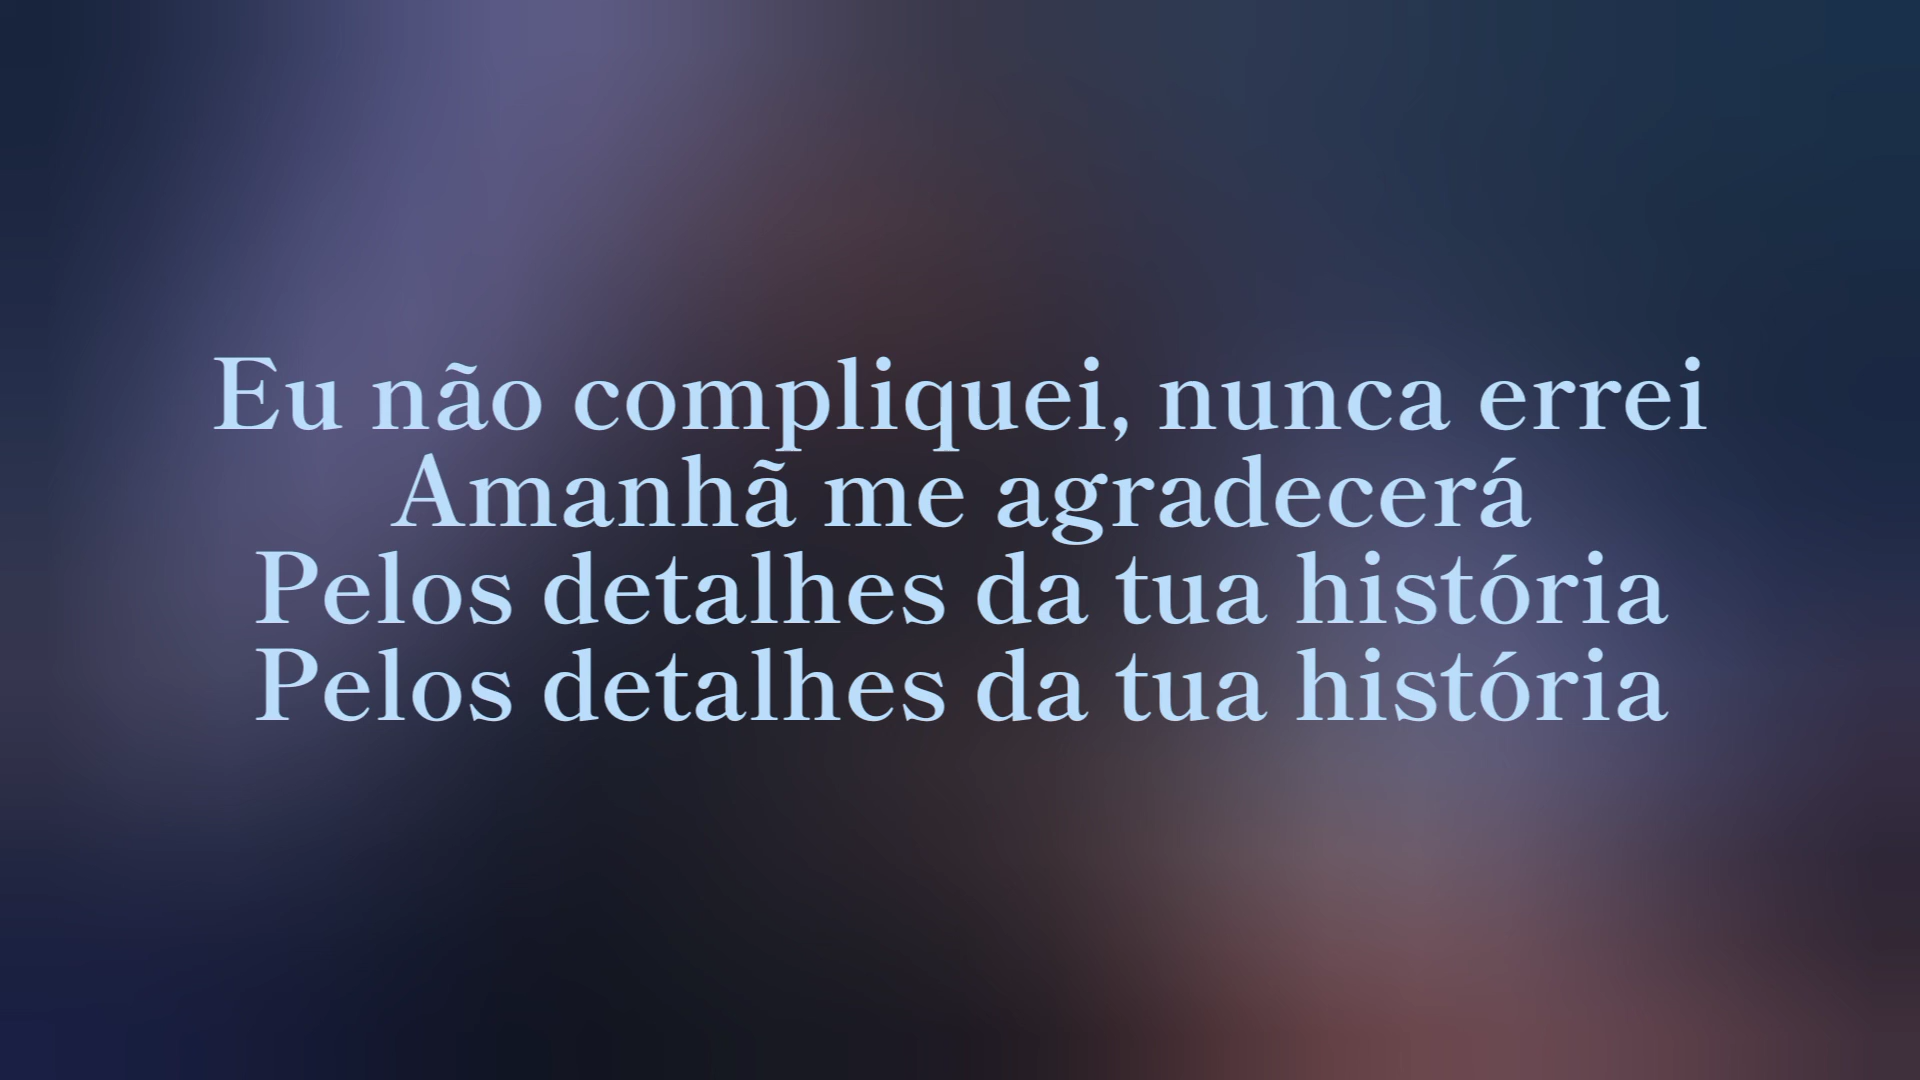 Eu não compliquei, nunca errei
Amanhã me agradecerá
Pelos detalhes da tua história
Pelos detalhes da tua história